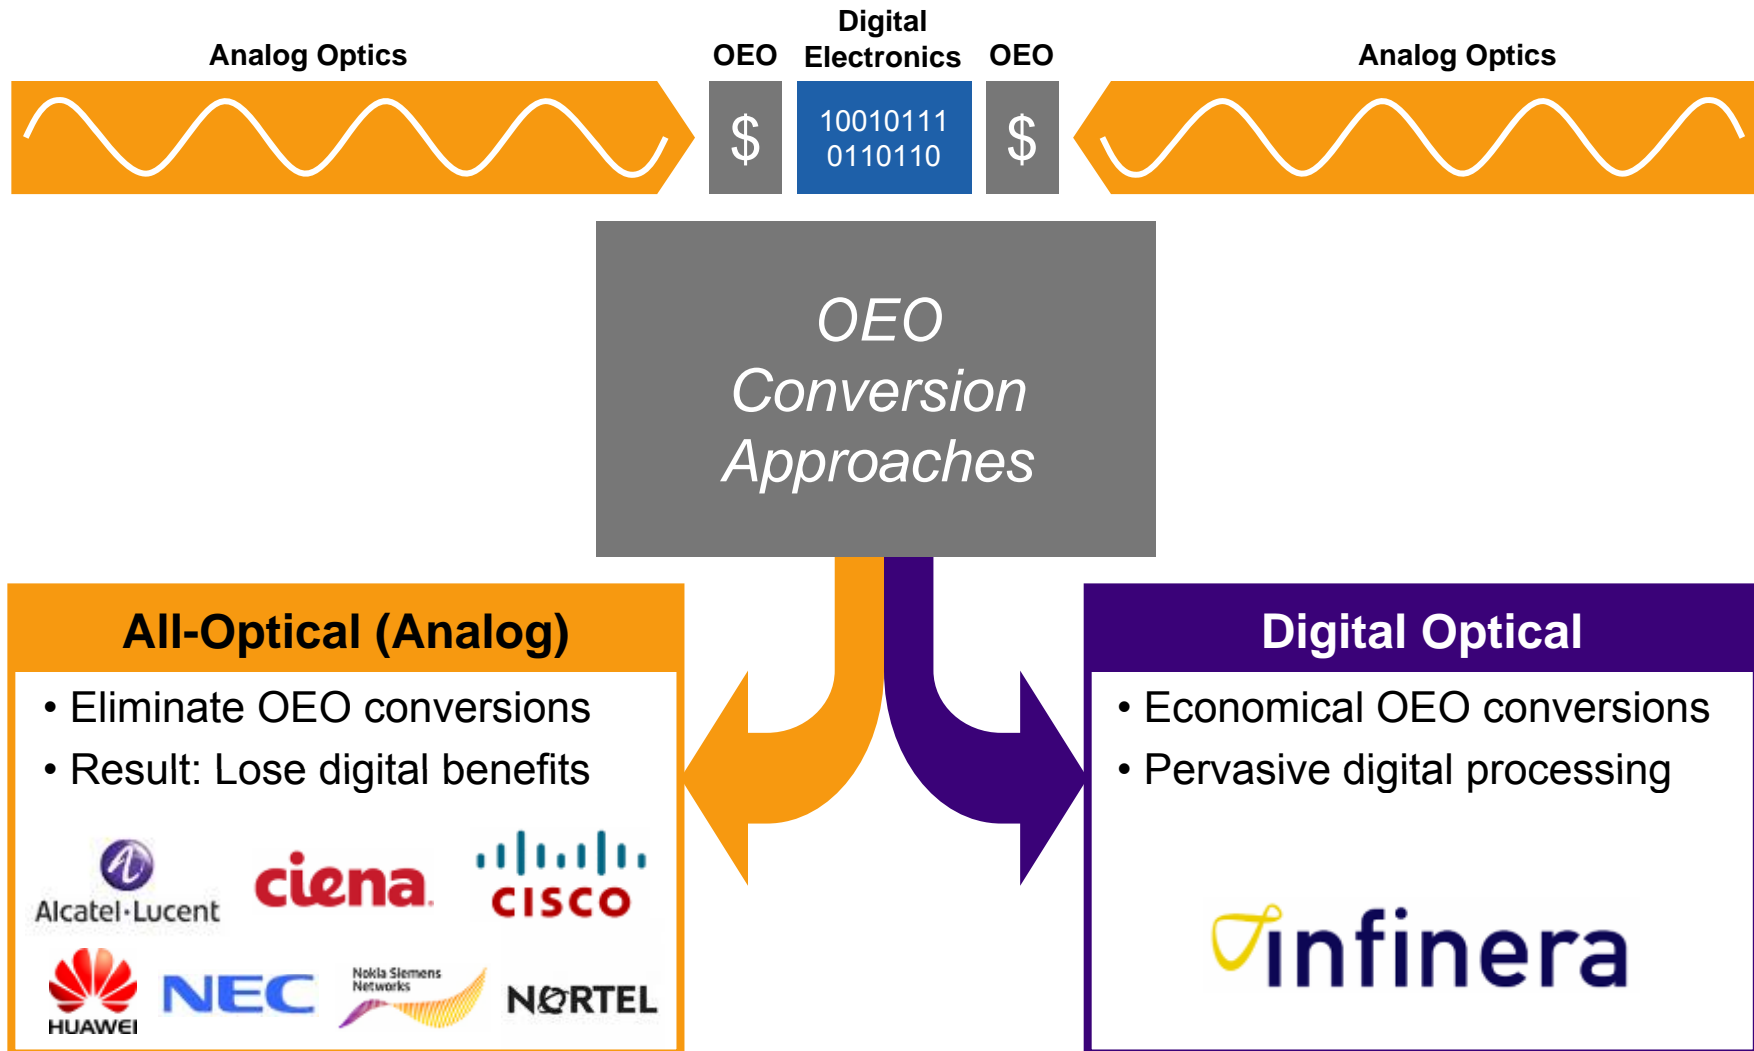 Analog Optics
OEO
Digital
Electronics
OEO
Analog Optics
$
10010111
0110110
$
OEO
Conversion
Approaches
All-Optical (Analog)
• Eliminate OEO conversions
• Result: Lose digital benefits
Alcatel·Lucent
ciena.
CISCO
HUAWEI
NEC
Nokia Siemens
Networks
NORTEL
Digital Optical
• Economical OEO conversions
• Pervasive digital processing
infinera